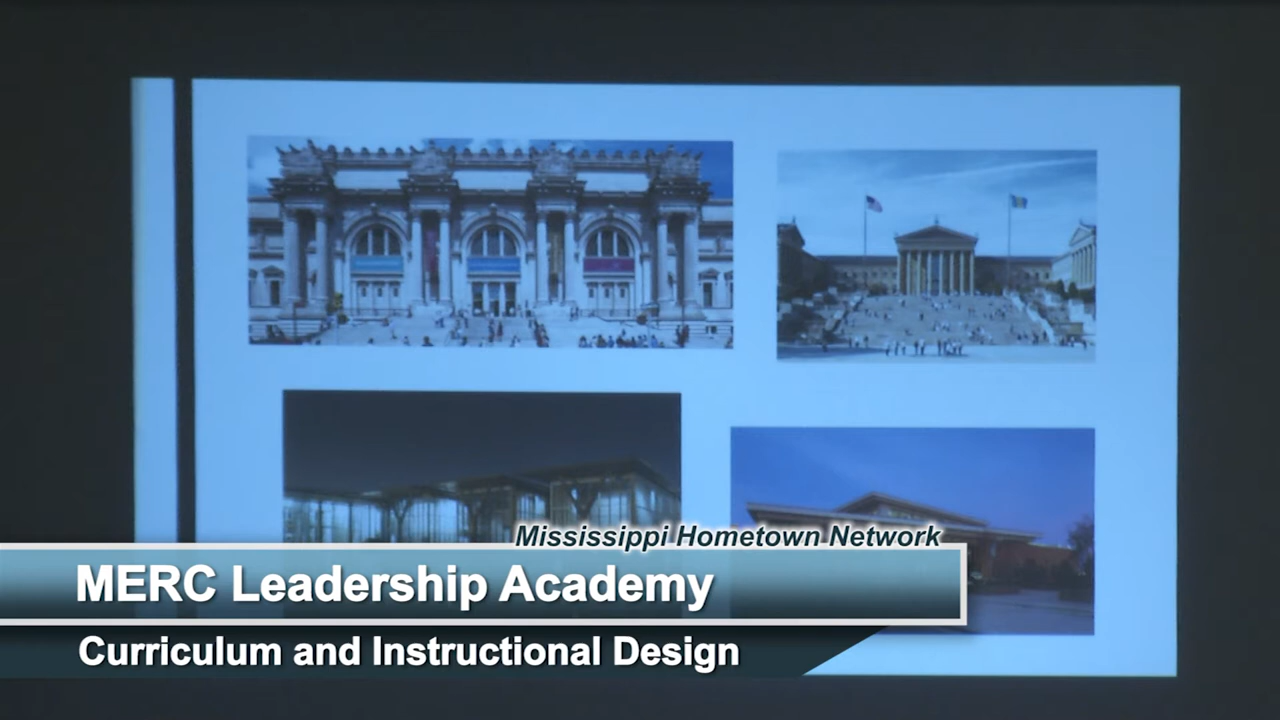 Mississippi Hometown Network
MERC Leadership Academy
Curriculum and Instructional Design